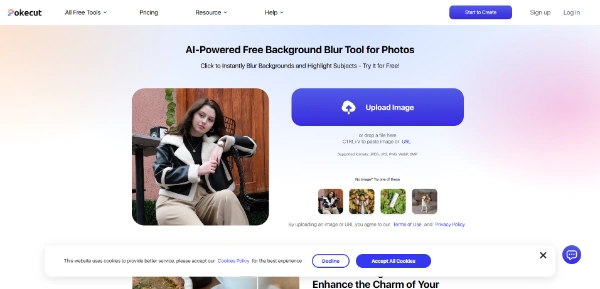 Pokecut
All Free Tools
Pricing
Resource
Help
Start to Create
Sign up
Log in
AI-Powered Free Background Blur Tool for Photos
Click to Instantly Blur Backgrounds and Highlight Subjects - Try It for Free!
Upload Image
or drop a file here
CTRL+V to paste image or URL
Supported formats: JPEG, JPG, PNG, WebP, BMP
No image? Try one of these
By uploading an image or URL you agree to our Terms of Use and Privacy Policy
This website uses cookies to provide better service, please accept our Cookies Policy for the best experience
Decline
Accept All Cookies
Enhance the Charm of Your